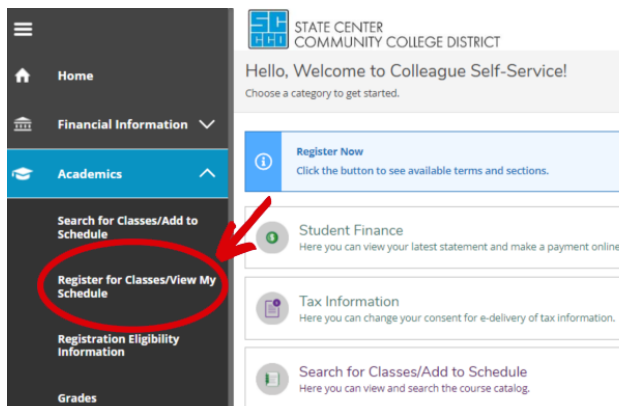 SCCCD
STATE CENTER
COMMUNITY COLLEGE DISTRICT
Home
Financial Information
Academics
Search for Classes/Add to
Schedule
Register for Classes/View My
Schedule
Registration Eligibility
Information
Grades
Hello, Welcome to Colleague Self-Service!
Choose a category to get started.
Register Now
Click the button to see available terms and sections.
Student Finance
Here you can view your latest statement and make a payment online
Tax Information
Here you can change your consent for e-delivery of tax information.
Search for Classes/Add to Schedule
Here you can view and search the course catalog.